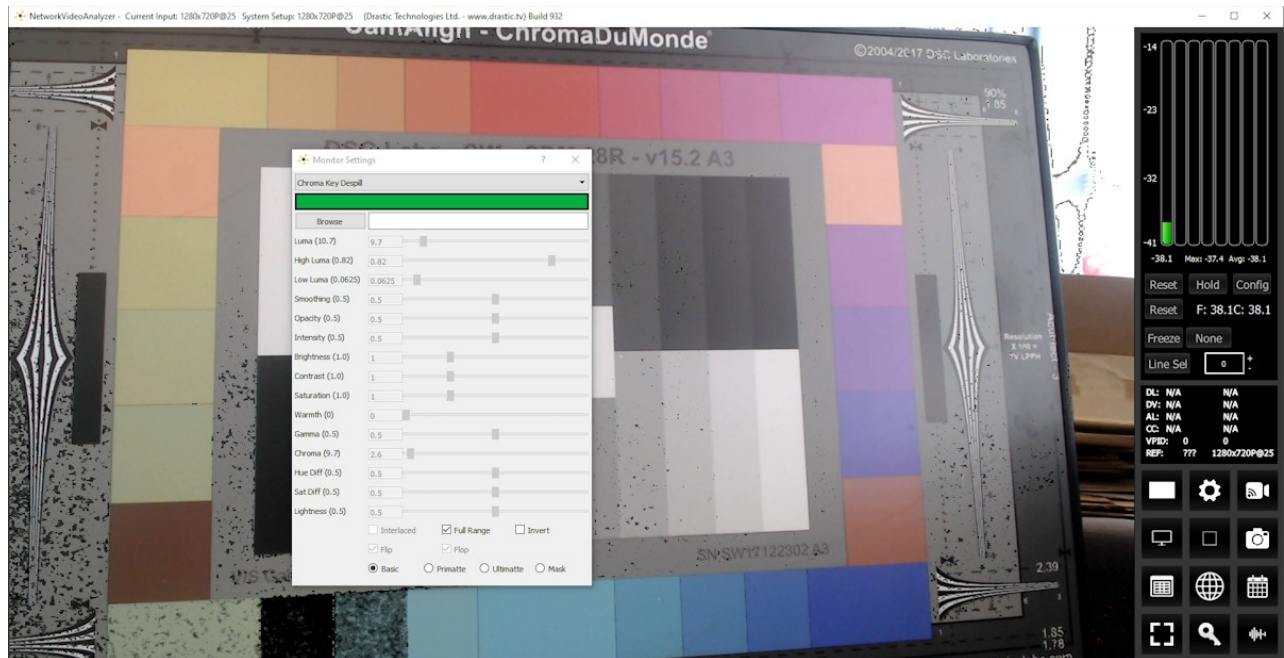 NetworkVideoAnalyzer - Current Input: 1280x720P@25 System Setup: 1280x720P@25 (Drastic Technologies Ltd. - www.drastic.tv) Build 932
CamAlign - ChromaDuMonde
©2004/2017 DSC Laboratories
90%
1
SR - v15.2 A3
Monitor Settings ? ×
Chroma Key Despill
Browse
Luma (10.7) 9.7
High Luma (0.82) 0.82
Low Luma (0.0625) 0.0625
Smoothing (0.5) 0.5
Opacity (0.5) 0.5
Intensity (0.5) 0.5
Brightness (1.0) 1
Contrast (1.0) 1
Saturation (1.0) 1
Warmth (0) 0
Gamma (0.5) 0.5
Chroma (9.7) 2.6
Hue Diff (0.5) 0.5
Sat Diff (0.5) 0.5
Lightness (0.5) 0.5
Interlaced Full Range Invert
Flip Flop
Basic Primatte Ultimatte Mask
Resolution
X 100 =
TV LPPH
SN:SW17122302 A3
2.39
1
1.85
1.78
-14
-23
-32
-41
-38.1 Max: -37.4 Avg: -38.1
Reset Hold Config
Reset F: 38.1C: 38.1
Freeze None
Line Sel 0 + -
DL: N/A N/A
DV: N/A N/A
AL: N/A N/A
CC: N/A N/A
VPID: 0 0
REF: ??? 1280x720P@25